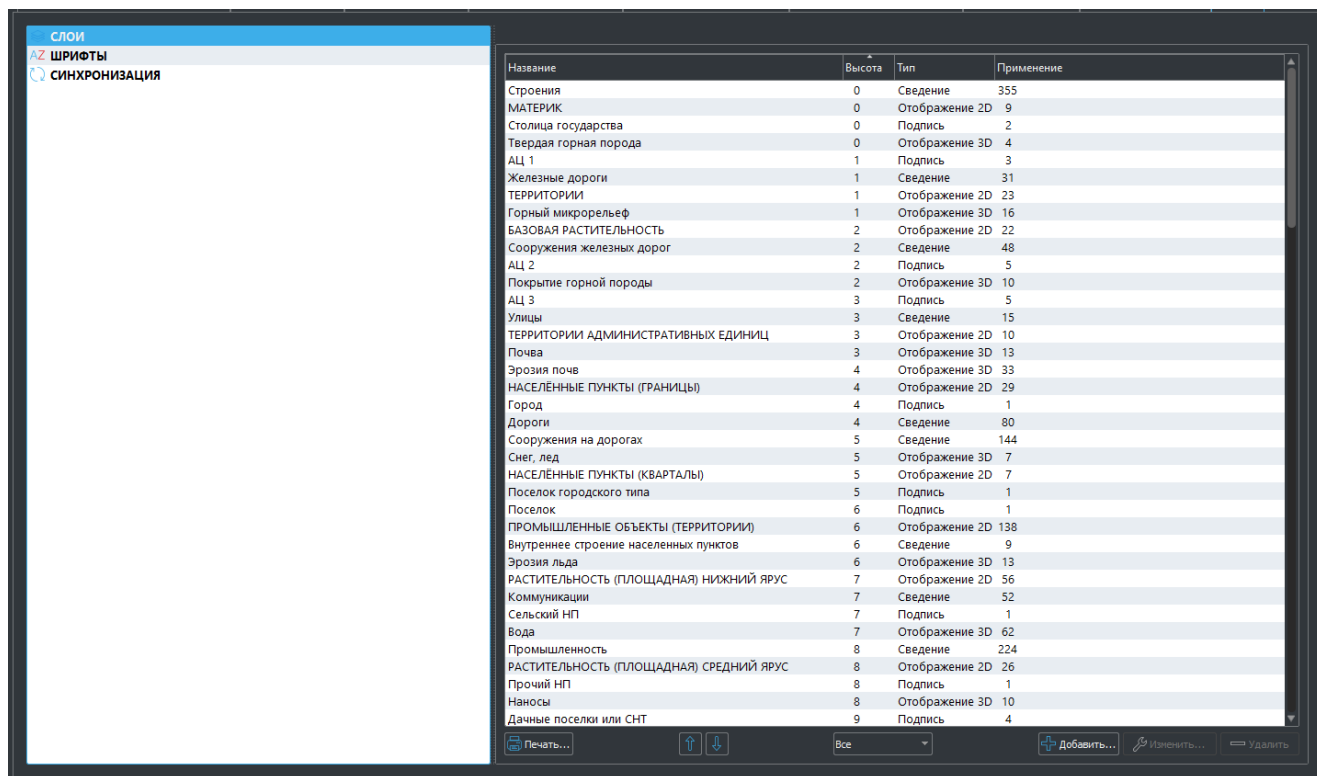 СЛОИ
AZ ШРИФТЫ
СИНХРОНИЗАЦИЯ
Название Высота Тип Применение
Строения 0 Сведение 355
МАТЕРИК 0 Отображение 2D 9
Столица государства 0 Подпись 2
Твердая горная порода 0 Отображение 3D 4
АЦ 1 1 Подпись 3
Железные дороги 1 Сведение 31
ТЕРРИТОРИИ 1 Отображение 2D 23
Горный микрорельеф 1 Отображение 3D 16
БАЗОВАЯ РАСТИТЕЛЬНОСТЬ 2 Отображение 2D 22
Сооружения железных дорог 2 Сведение 48
АЦ 2 2 Подпись 5
Покрытие горной породы 2 Отображение 3D 10
АЦ 3 3 Подпись 5
Улицы 3 Сведение 15
ТЕРРИТОРИИ АДМИНИСТРАТИВНЫХ ЕДИНИЦ 3 Отображение 2D 10
Почва 3 Отображение 3D 13
Эрозия почв 4 Отображение 3D 33
НАСЕЛЁННЫЕ ПУНКТЫ (ГРАНИЦЫ) 4 Отображение 2D 29
Город 4 Подпись 1
Дороги 4 Сведение 80
Сооружения на дорогах 5 Сведение 144
Снег, лед 5 Отображение 3D 7
НАСЕЛЁННЫЕ ПУНКТЫ (КВАРТАЛЫ) 5 Отображение 2D 7
Поселок городского типа 5 Подпись 1
Поселок 6 Подпись 1
ПРОМЫШЛЕННЫЕ ОБЪЕКТЫ (ТЕРРИТОРИИ) 6 Отображение 2D 138
Внутреннее строение населенных пунктов 6 Сведение 9
Эрозия льда 6 Отображение 3D 13
РАСТИТЕЛЬНОСТЬ (ПЛОЩАДНАЯ) НИЖНИЙ ЯРУС 7 Отображение 2D 56
Коммуникации 7 Сведение 52
Сельский НП 7 Подпись 1
Вода 7 Отображение 3D 62
Промышленность 8 Сведение 224
РАСТИТЕЛЬНОСТЬ (ПЛОЩАДНАЯ) СРЕДНИЙ ЯРУС 8 Отображение 2D 26
Прочий НП 8 Подпись 1
Наносы 8 Отображение 3D 10
Дачные поселки или СНТ 9 Подпись 4
Печать... Все Добавить... Изменить... Удалить